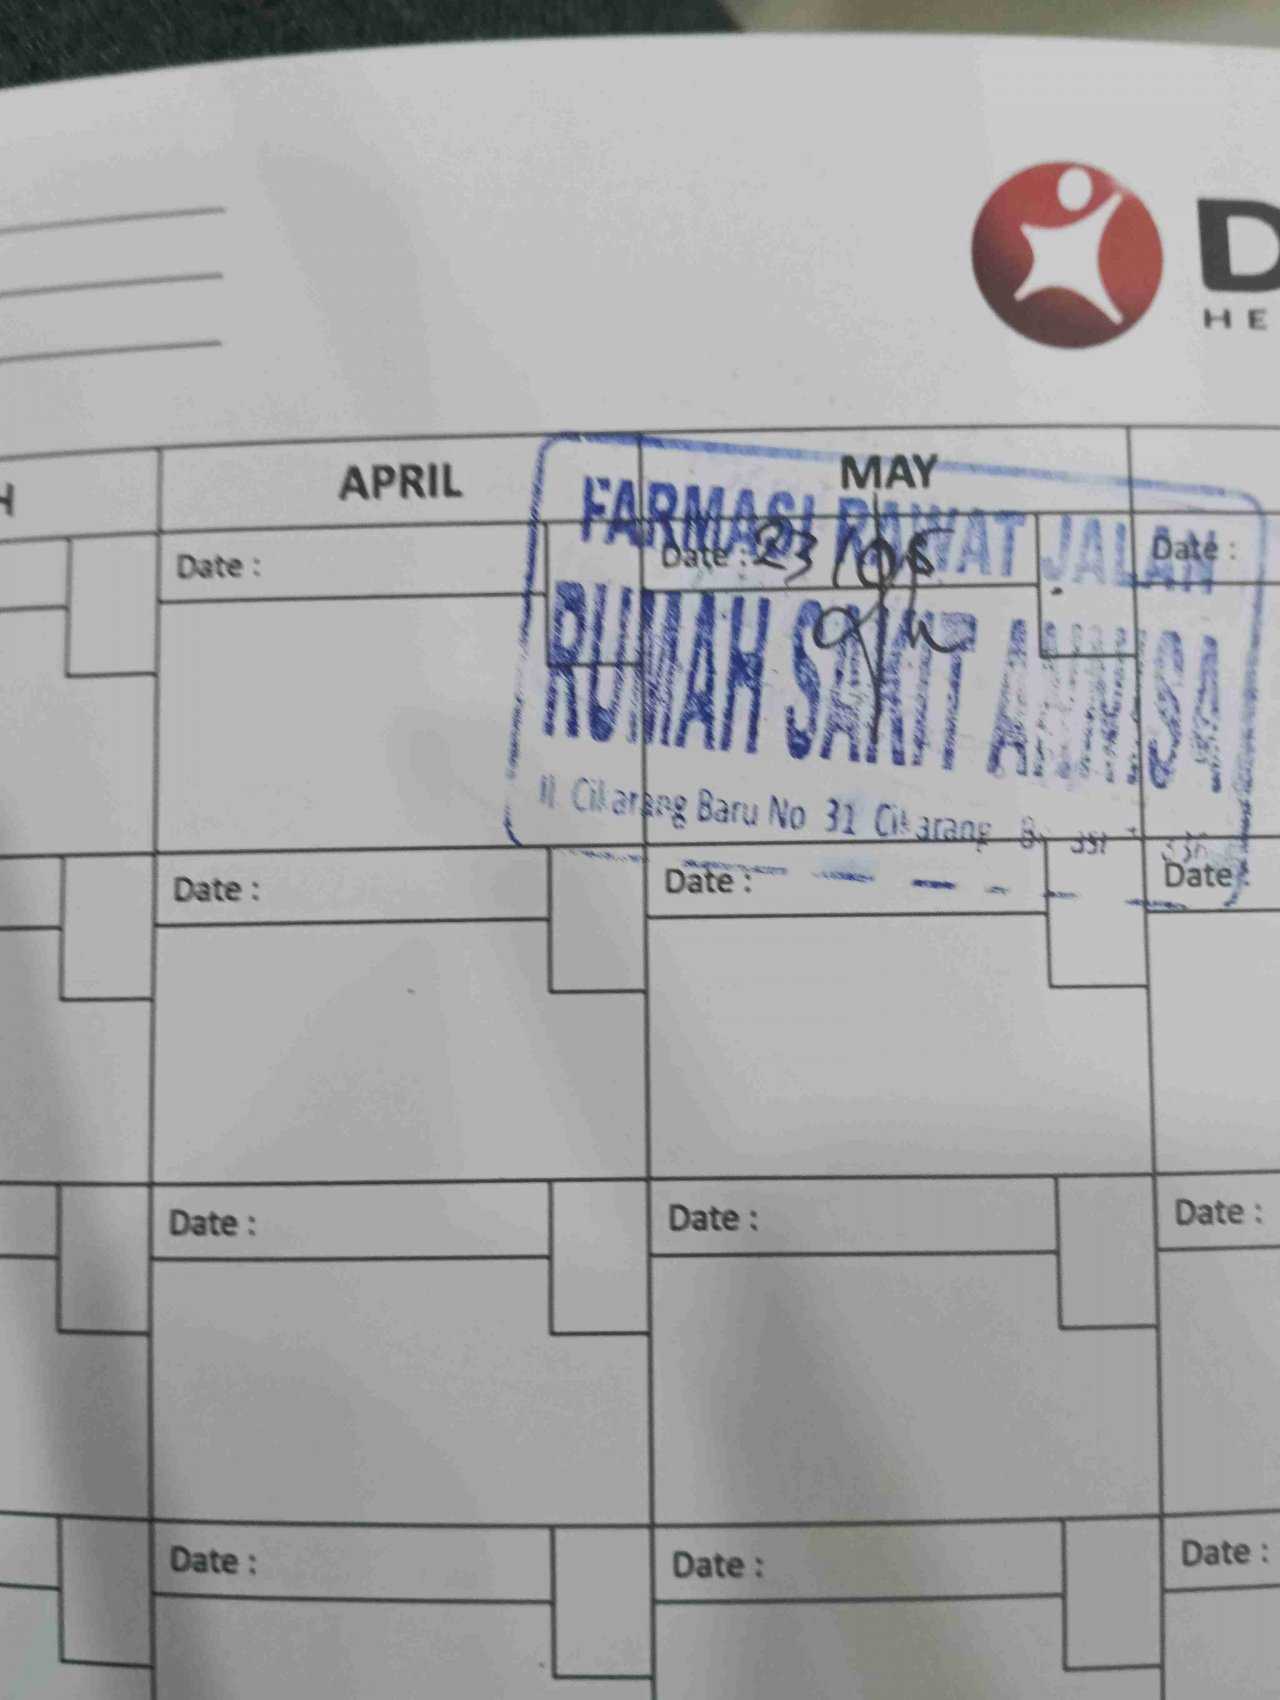 D
HE
H APRIL MAY
FARMASI RAWAT JALAN
Date : Date : 23/05 Date :
RUMAH SAKIT ANNISA
Jl. Cikarang Baru No 31 Cikarang
Date : Date : Date :
Date : Date : Date :
Date : Date : Date :